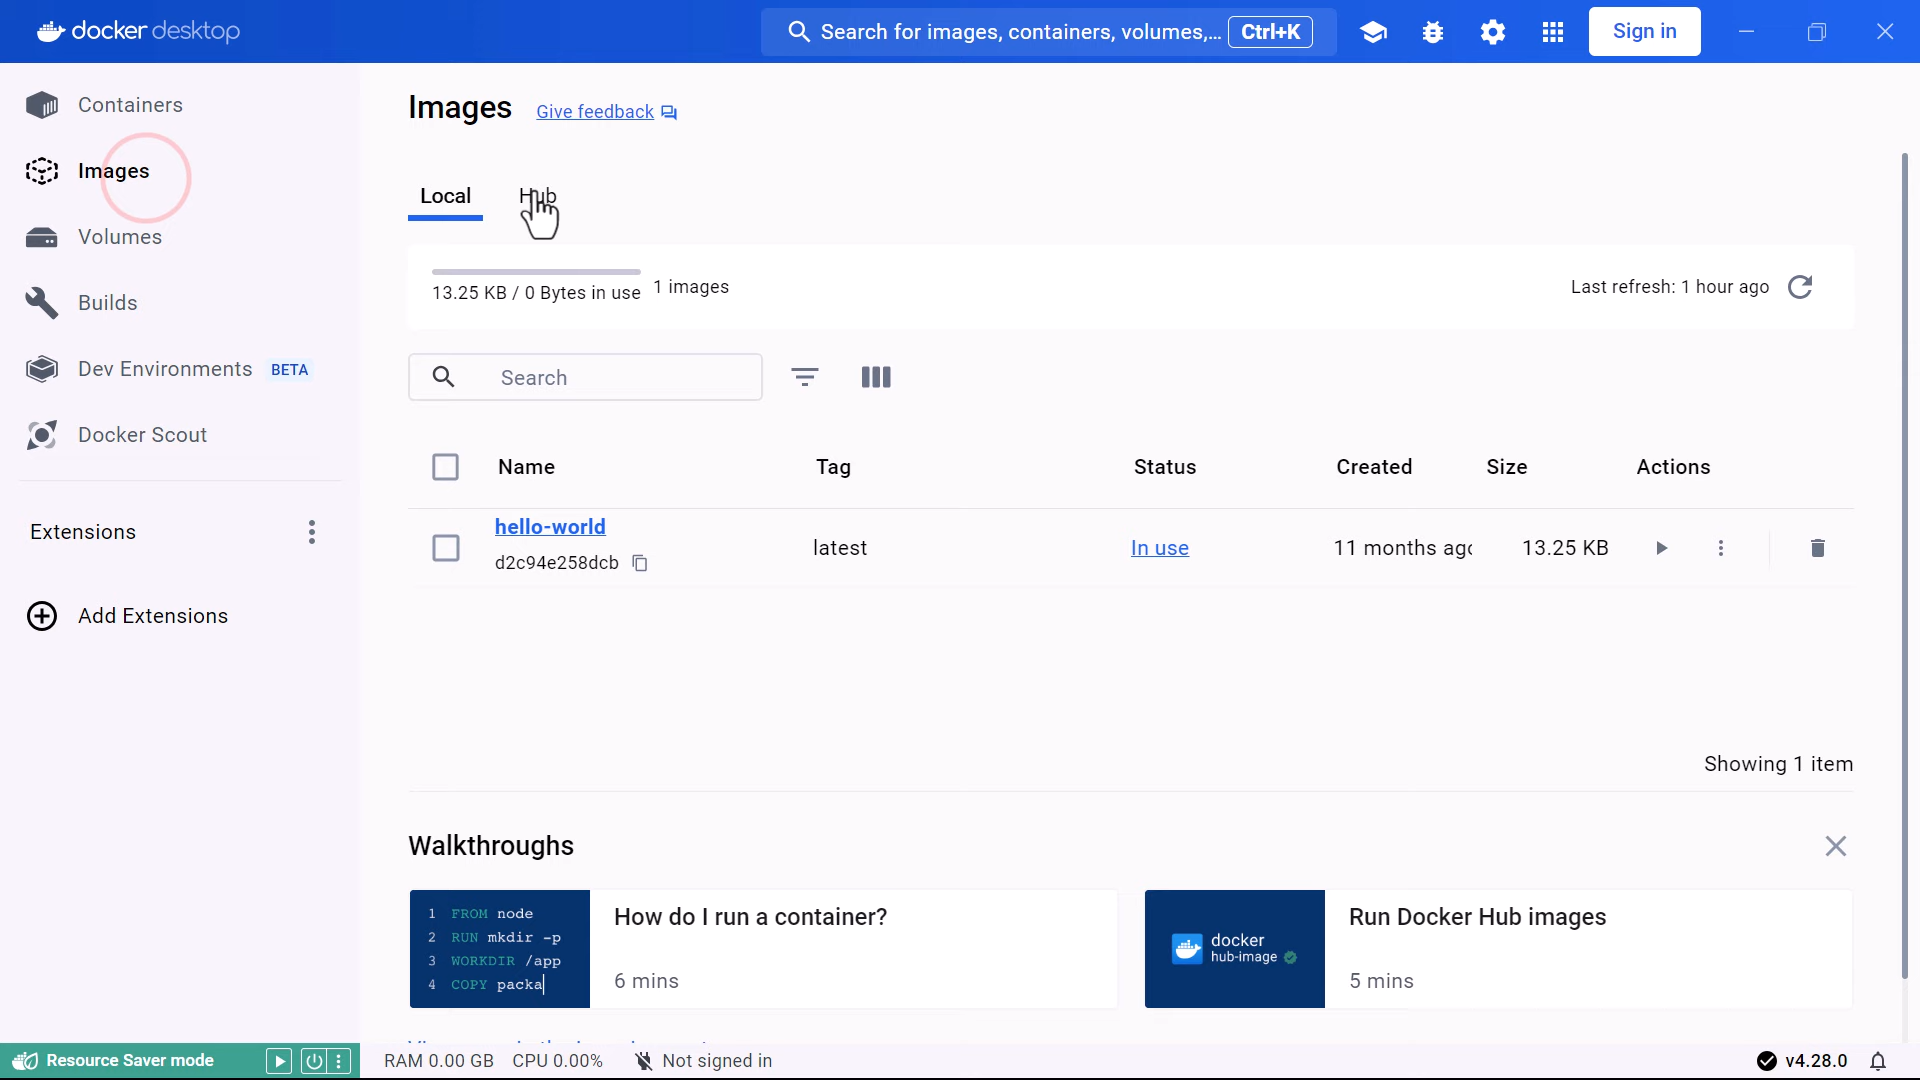 docker desktop
Search for images, containers, volumes,... Ctrl+K
Sign in
Containers
Images
Volumes
Builds
Dev Environments BETA
Docker Scout
Extensions
Add Extensions
Images Give feedback
Local Hub
13.25 KB / 0 Bytes in use 1 images
Last refresh: 1 hour ago
Search
Name Tag Status Created Size Actions
hello-world
d2c94e258dcb
latest In use 11 months ago 13.25 KB
Showing 1 item
Walkthroughs
1 FROM node
2 RUN mkdir -p
3 WORKDIR /app
4 COPY packa
How do I run a container?
6 mins
docker
hub-image
Run Docker Hub images
5 mins
Resource Saver mode
RAM 0.00 GB CPU 0.00% Not signed in
v4.28.0